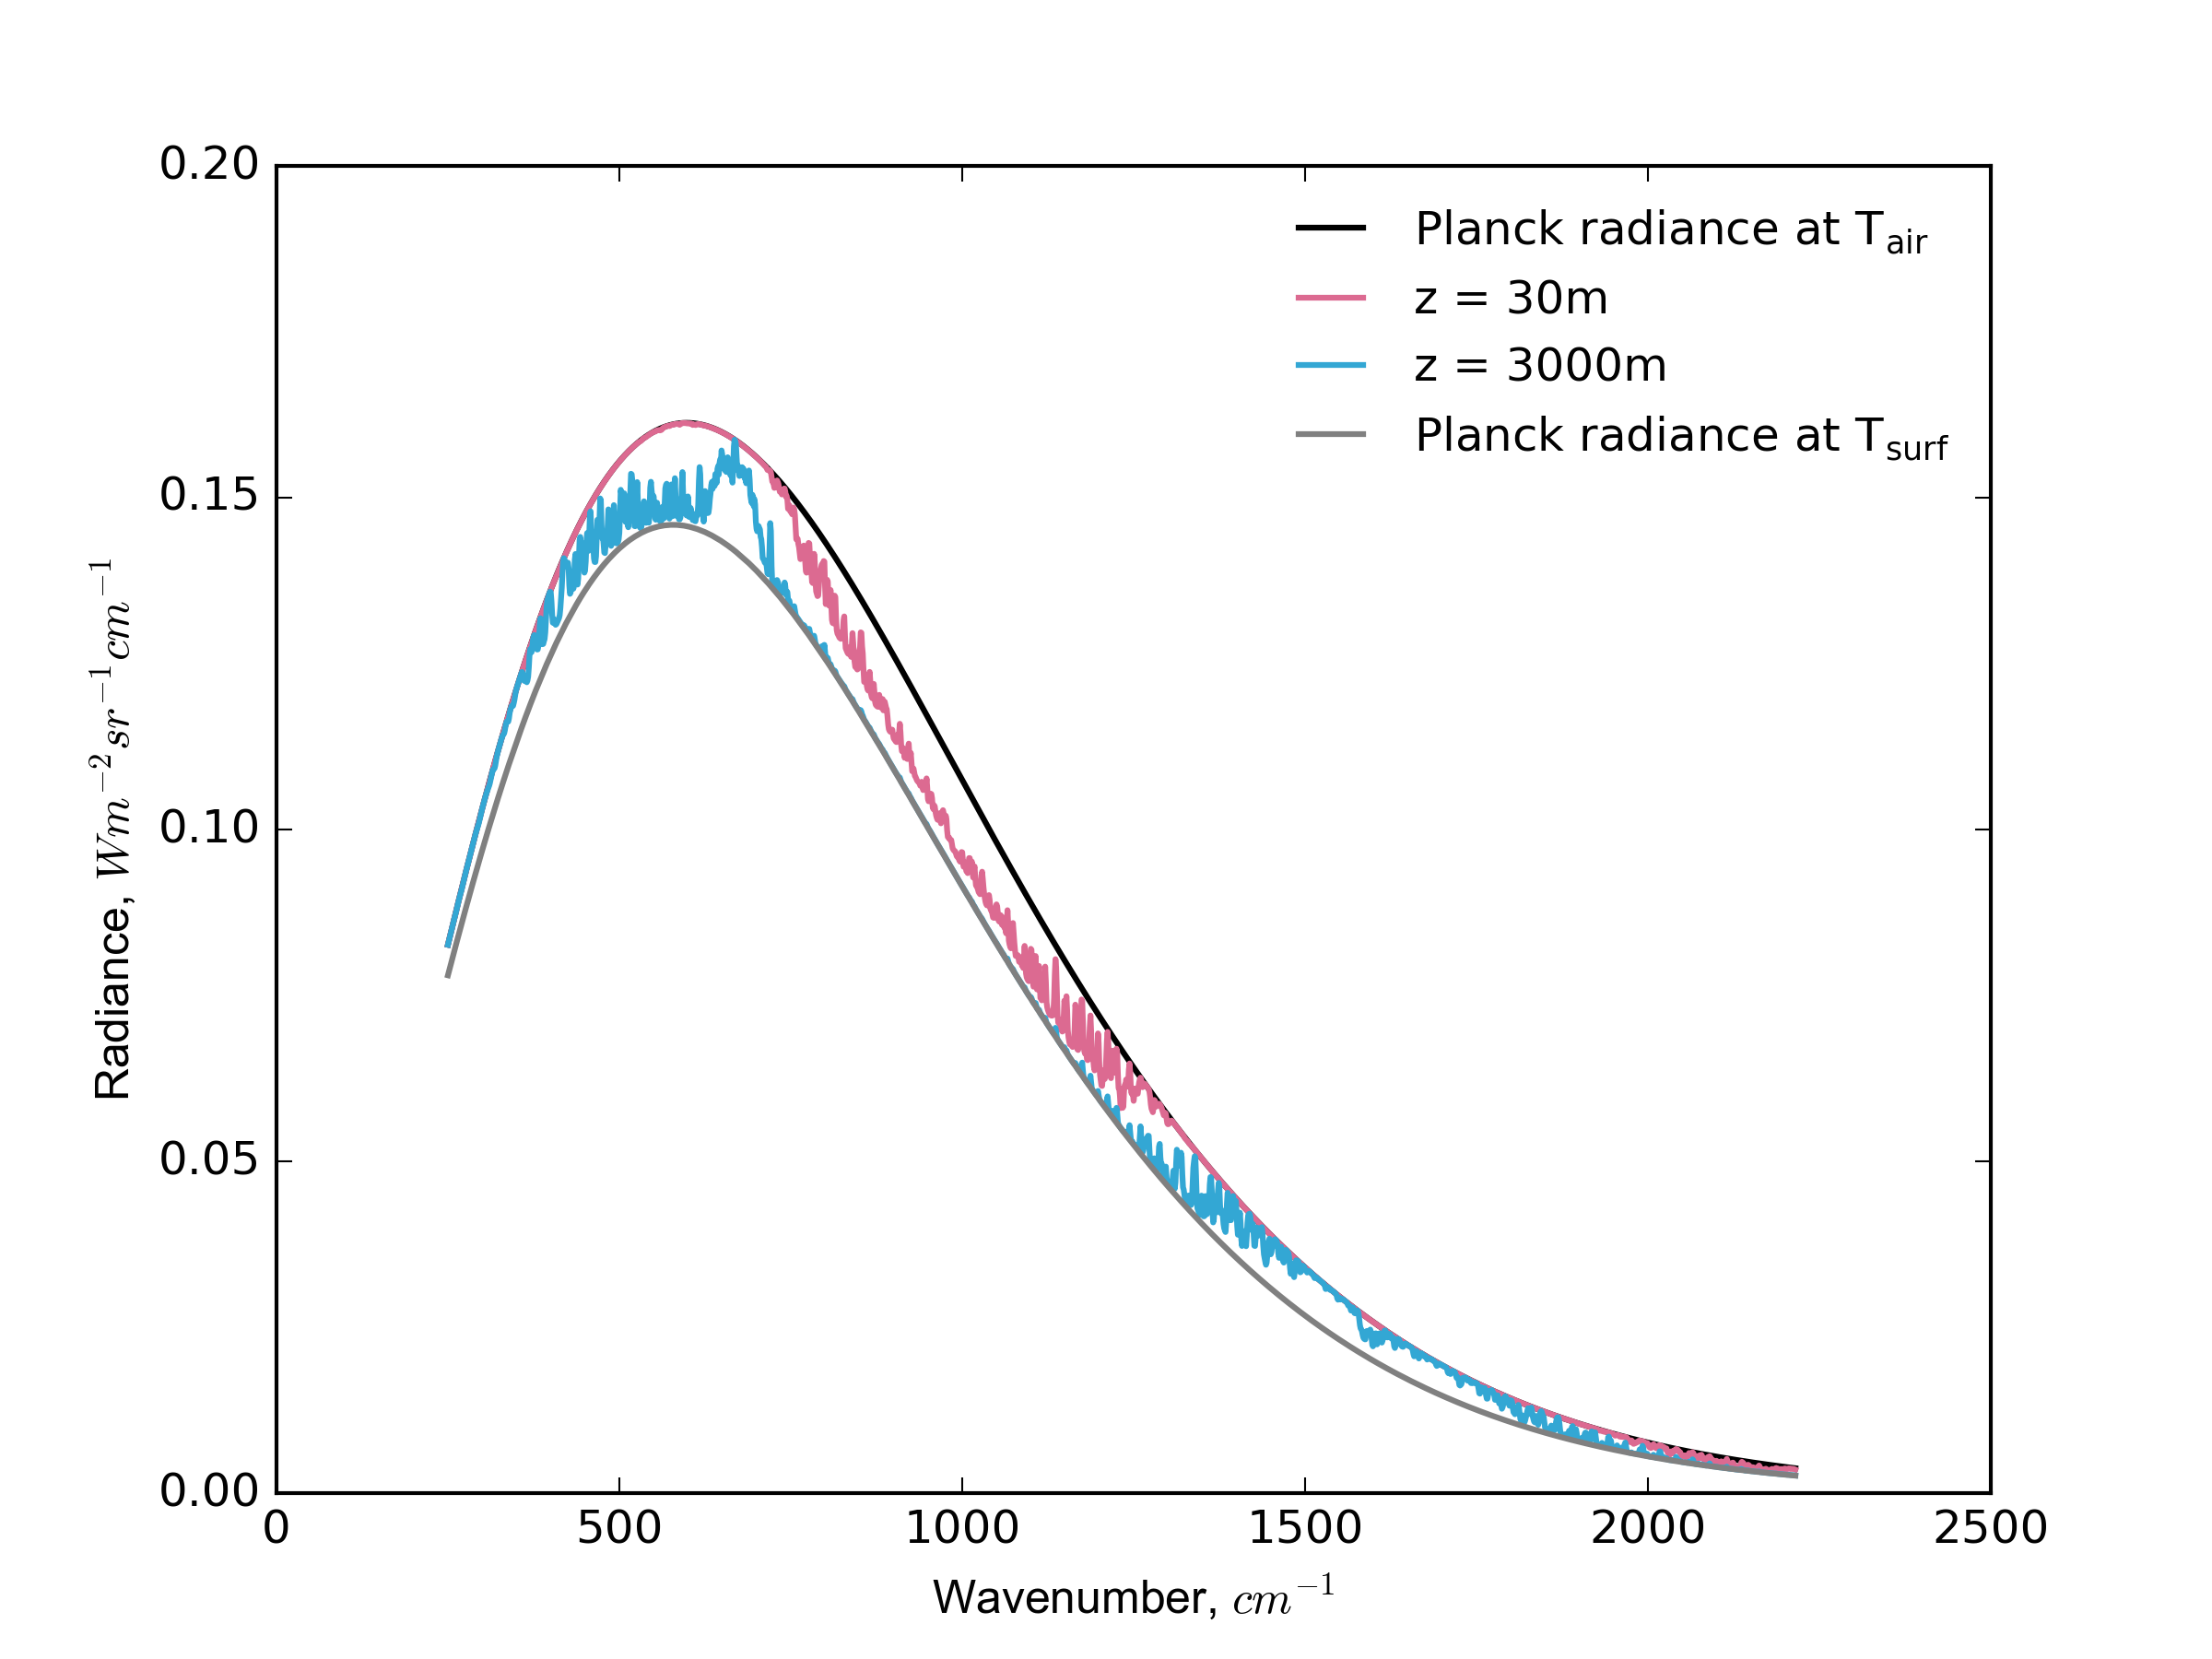 0.20
0.15
0.10
0.05
0.00
0
500
1000
1500
2000
2500
Radiance, Wm⁻²sr⁻¹cm⁻¹
Wavenumber, cm⁻¹
Planck radiance at T_air
z = 30m
z = 3000m
Planck radiance at T_surf